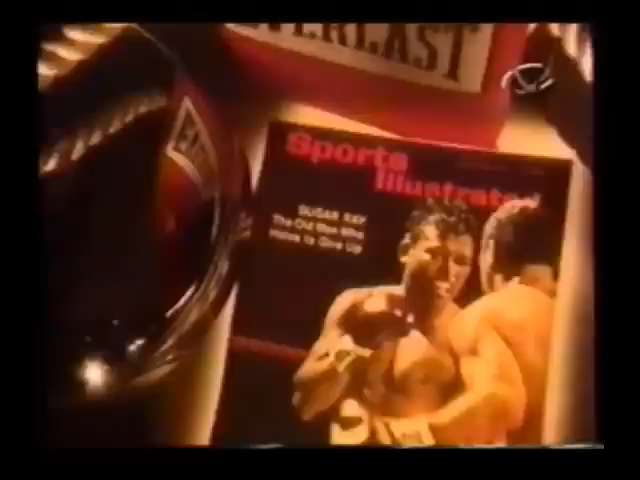 EVERLAST
Sports
Illustrated
SUGAR RAY
The Old Man Who
Hates to Give Up